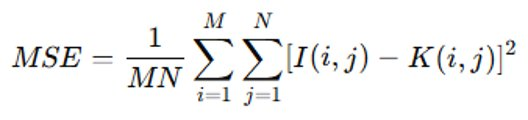 MSE = \frac{1}{MN} \sum_{i=1}^{M} \sum_{j=1}^{N} [I(i,j) - K(i,j)]^2